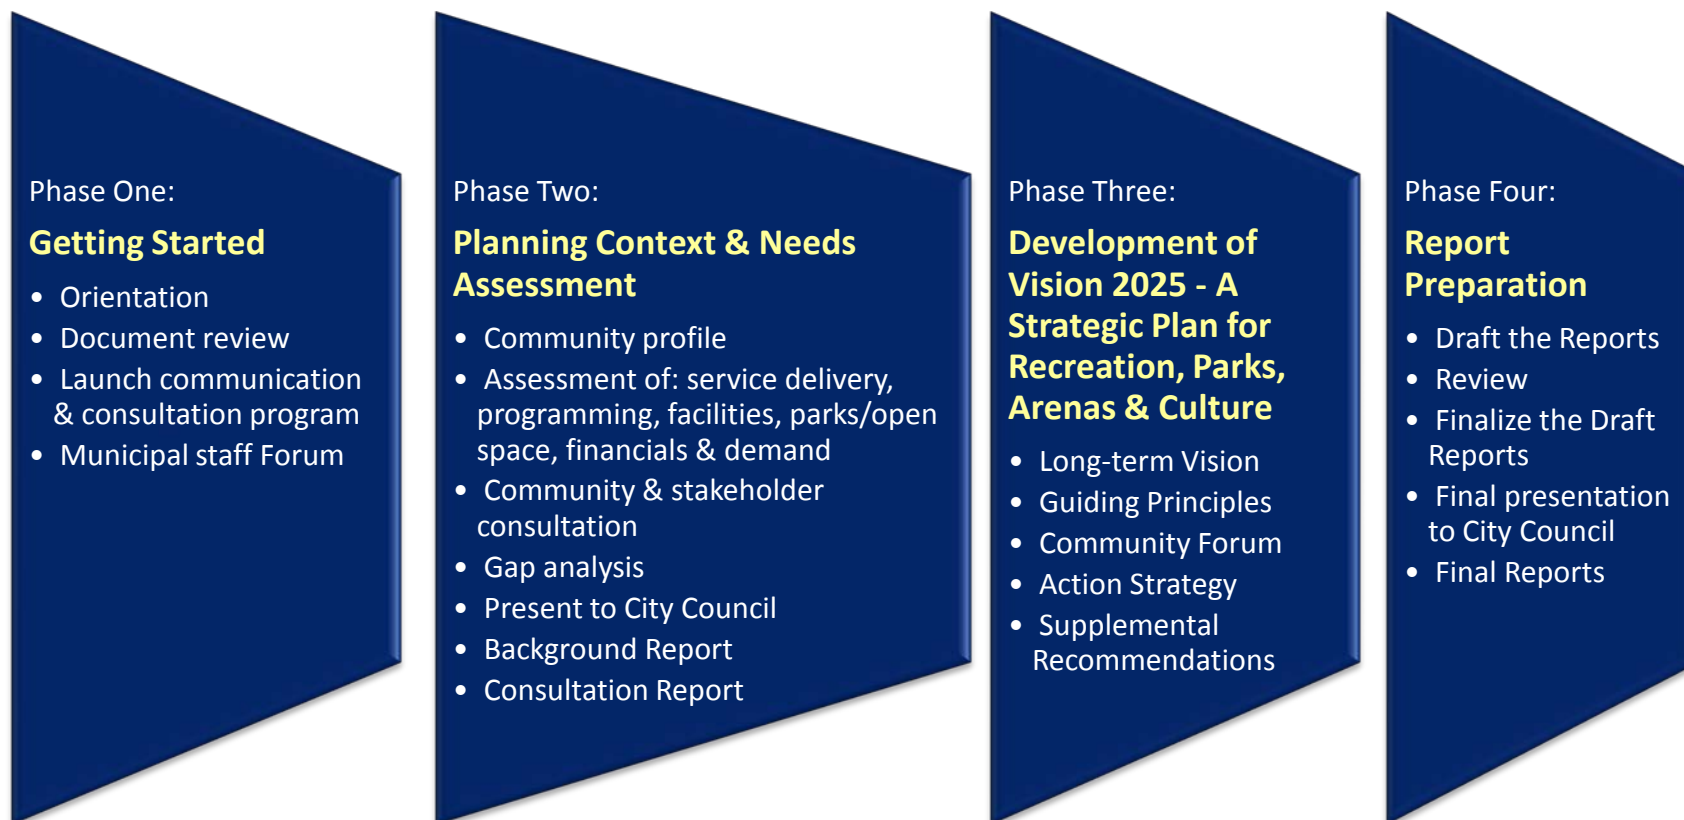 Phase One:
Getting Started
• Orientation
• Document review
• Launch communication
& consultation program
• Municipal staff Forum
Phase Two:
Planning Context & Needs
Assessment
• Community profile
• Assessment of: service delivery,
programming, facilities, parks/open
space, financials & demand
• Community & stakeholder
consultation
• Gap analysis
• Present to City Council
• Background Report
• Consultation Report
Phase Three:
Development of
Vision 2025 - A
Strategic Plan for
Recreation, Parks,
Arenas & Culture
• Long-term Vision
• Guiding Principles
• Community Forum
• Action Strategy
• Supplemental
Recommendations
Phase Four:
Report
Preparation
• Draft the Reports
• Review
• Finalize the Draft
Reports
• Final presentation
to City Council
• Final Reports